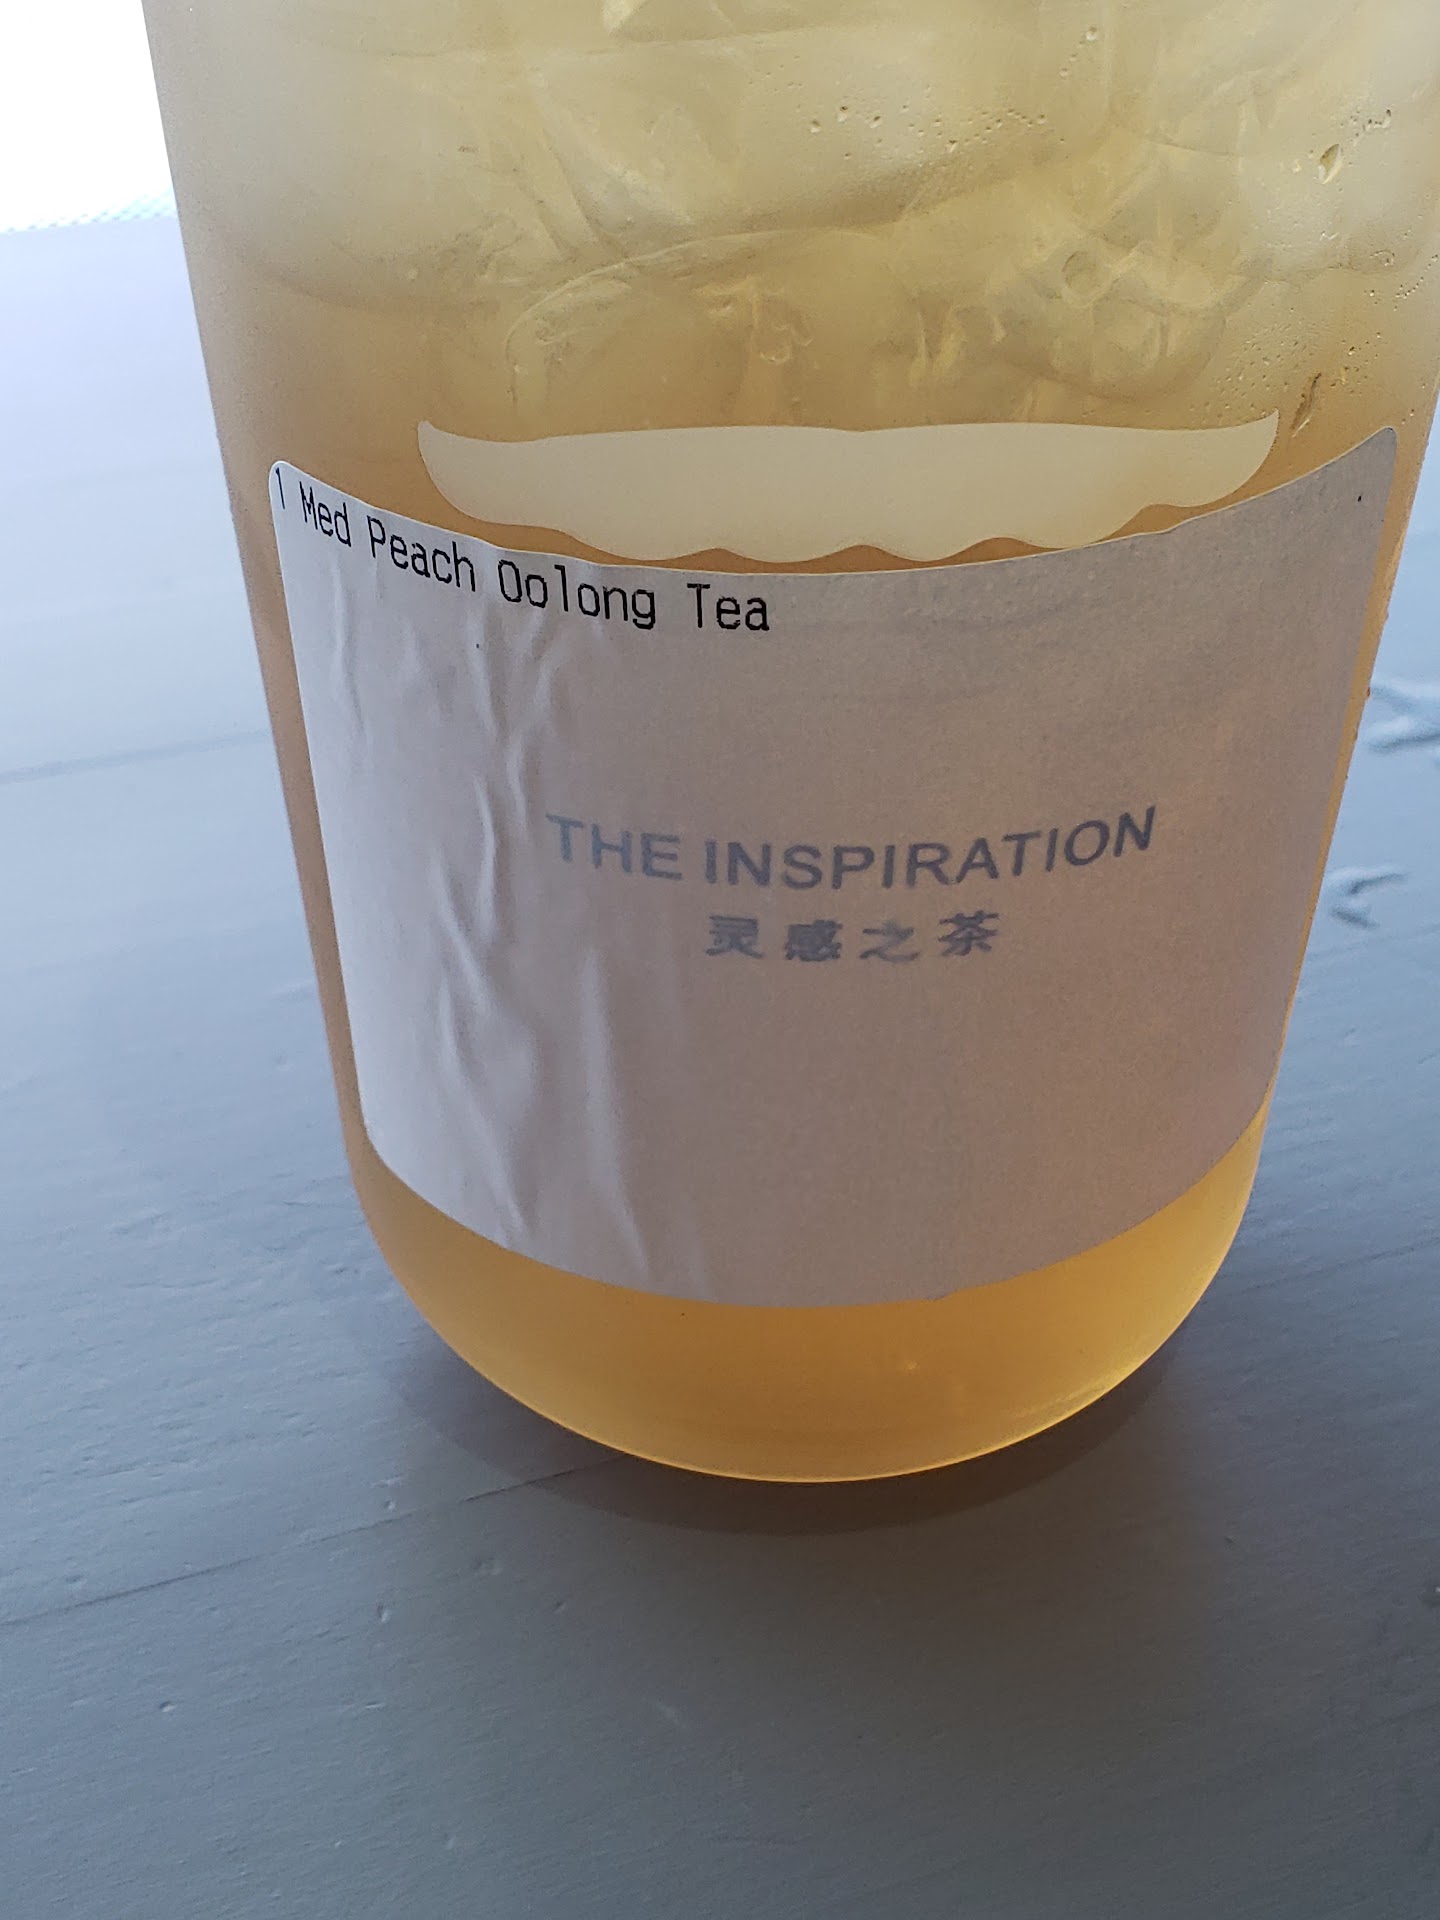 1 Med Peach Oolong Tea
THE INSPIRATION
灵感之茶